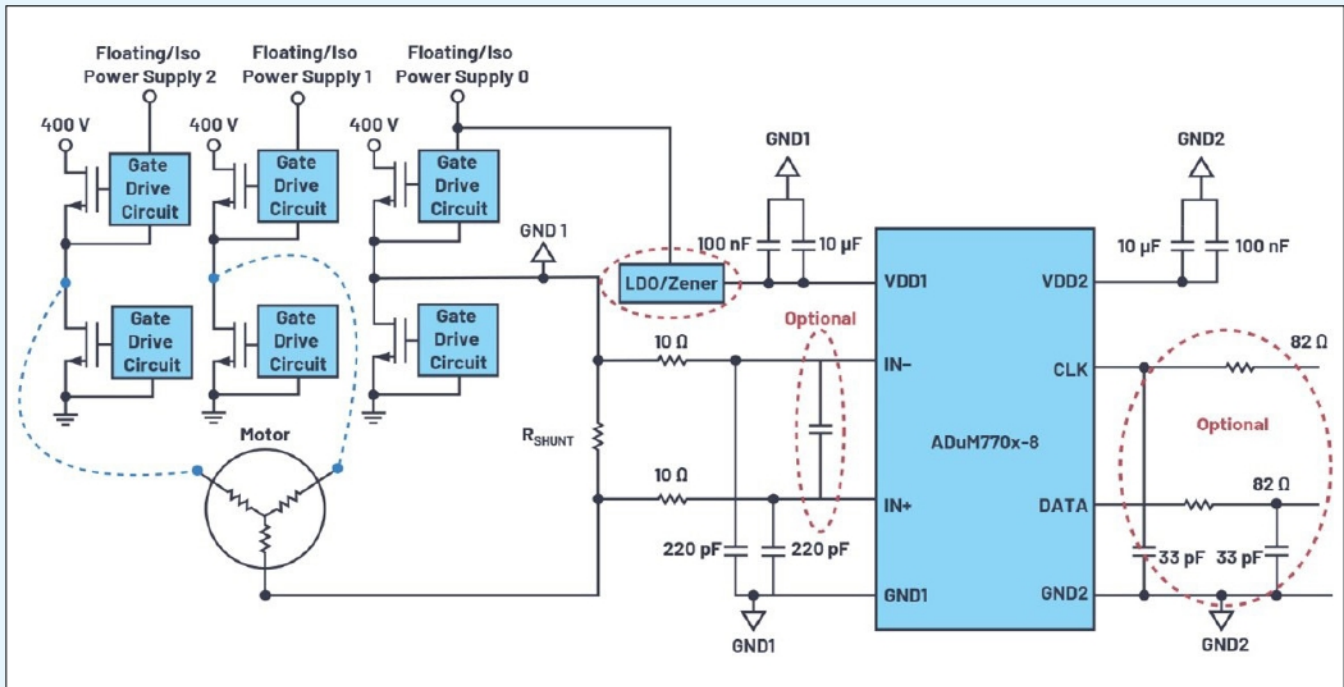 Floating/Iso
Power Supply 2
Floating/Iso
Power Supply 1
Floating/Iso
Power Supply 0
400 V
400 V
400 V
Gate
Drive
Circuit
Gate
Drive
Circuit
Gate
Drive
Circuit
GND1
GND2
GND 1
100 nF
10 µF
10 µF
100 nF
LDO/Zener
VDD1
VDD2
Gate
Drive
Circuit
Gate
Drive
Circuit
Gate
Drive
Circuit
Optional
10 Ω
IN-
CLK
82 Ω
Motor
RSHUNT
ADuM770x-8
Optional
10 Ω
IN+
DATA
82 Ω
220 pF
220 pF
33 pF
33 pF
GND1
GND2
GND1
GND2